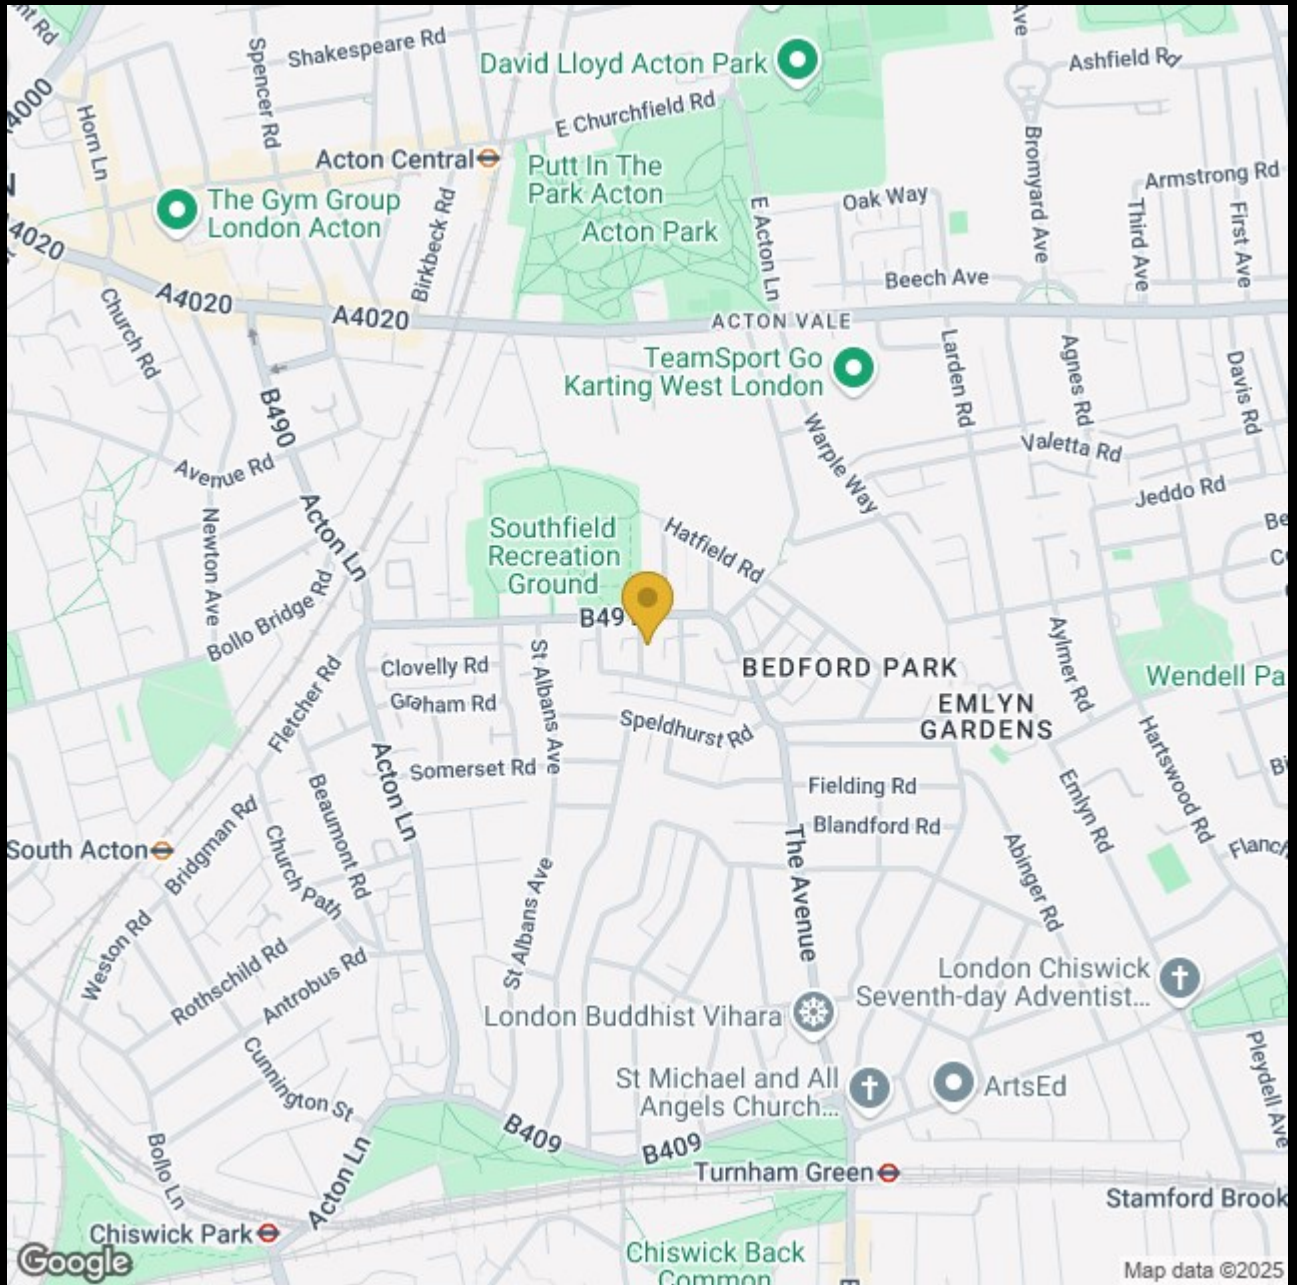 Shakespeare Rd
Spencer Rd
David Lloyd Acton Park
Ashfield Rd
Horn Ln
E Churchfield Rd
Bromyard Ave
Acton Central
Putt In The
Park Acton
Armstrong Rd
The Gym Group
London Acton
Birkbeck Rd
Acton Park
E Acton Ln
Oak Way
Third Ave
First Ave
A4020
A4020
Beech Ave
Church Rd
ACTON VALE
TeamSport Go
Karting West London
Larden Rd
Agnes Rd
Davis Rd
B490
Avenue Rd
Warple Way
Valetta Rd
Jeddo Rd
Newton Ave
Acton Ln
Southfield
Recreation
Ground
Hatfield Rd
Bollo Bridge Rd
B49
Fletcher Rd
Clovelly Rd
Graham Rd
St Albans Ave
BEDFORD PARK
Aylmer Rd
Wendell Pa
EMLYN
GARDENS
Speldhurst Rd
Hartswood Rd
Acton Ln
Somerset Rd
Beaumont Rd
Fielding Rd
Emlyn Rd
Blandford Rd
South Acton
Bridgman Rd
Church Path
The Avenue
Abinger Rd
Flanch
Weston Rd
St Albans Ave
Rothschild Rd
Antrobus Rd
London Chiswick
Seventh-day Adventist...
London Buddhist Vihara
Cunnington St
Pleydell Ave
St Michael and All
Angels Church...
ArtsEd
B409
B409
Bollo Ln
Acton Ln
Turnham Green
Stamford Brook
Chiswick Park
Chiswick Back
Common
Google
Map data ©2025